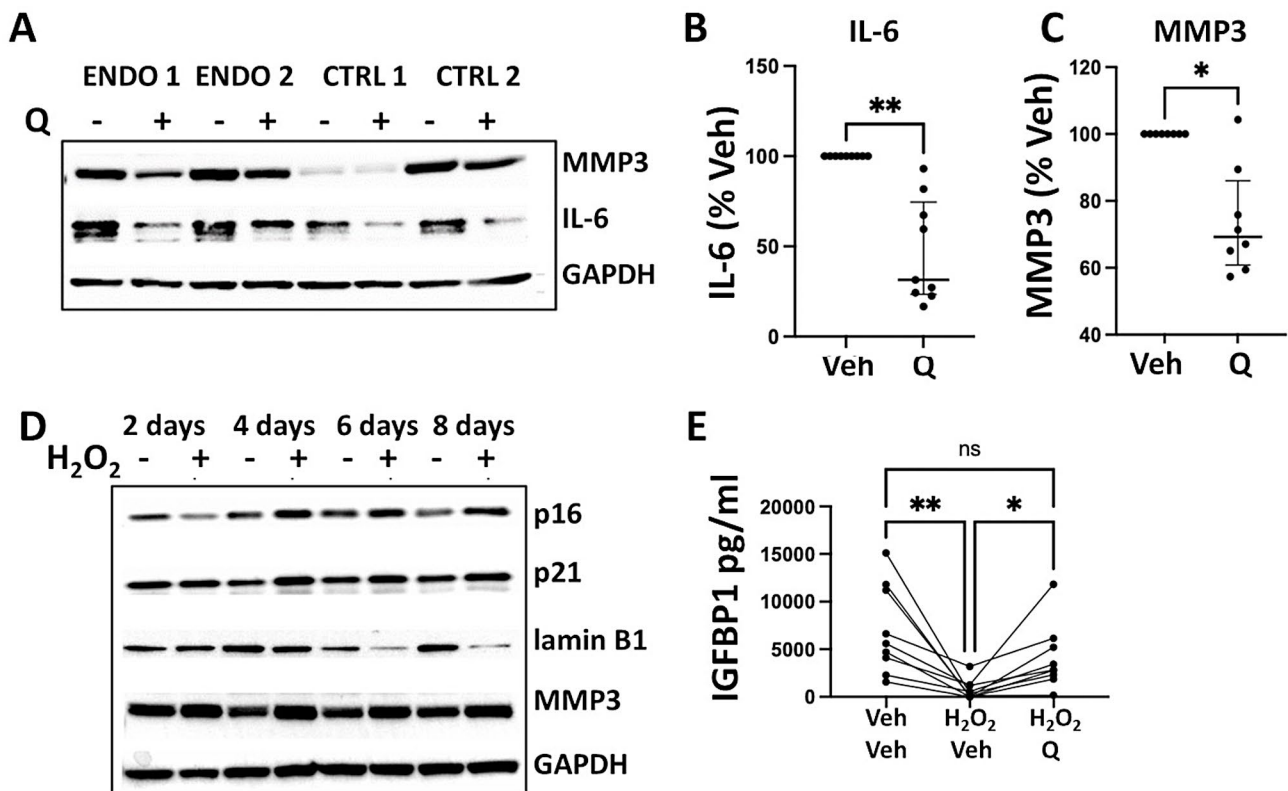 A
ENDO 1 ENDO 2 CTRL 1 CTRL 2
Q - + - + - + - +
MMP3
IL-6
GAPDH
B
IL-6
IL-6 (% Veh)
150
100
50
0
**
Veh Q
C
MMP3
MMP3 (% Veh)
120
100
80
60
40
*
Veh Q
D
2 days 4 days 6 days 8 days
H₂O₂ - + - + - + - +
p16
p21
lamin B1
MMP3
GAPDH
E
IGFBP1 pg/ml
ns
** *
20000
15000
10000
5000
0
Veh H₂O₂ H₂O₂
Veh Veh Q